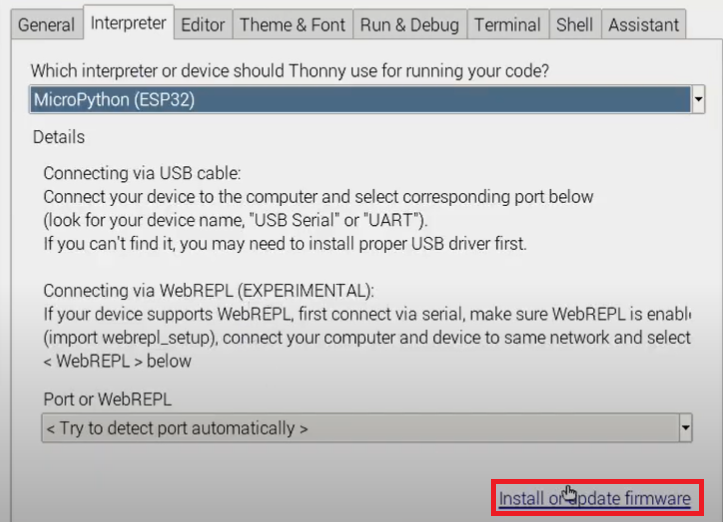 General Interpreter Editor Theme & Font Run & Debug Terminal Shell Assistant
Which interpreter or device should Thonny use for running your code?
MicroPython (ESP32)
Details
Connecting via USB cable:
Connect your device to the computer and select corresponding port below
(look for your device name, "USB Serial" or "UART").
If you can't find it, you may need to install proper USB driver first.
Connecting via WebREPL (EXPERIMENTAL):
If your device supports WebREPL, first connect via serial, make sure WebREPL is enabl
(import webrepl_setup), connect your computer and device to same network and select
< WebREPL > below
Port or WebREPL
< Try to detect port automatically >
Install or update firmware